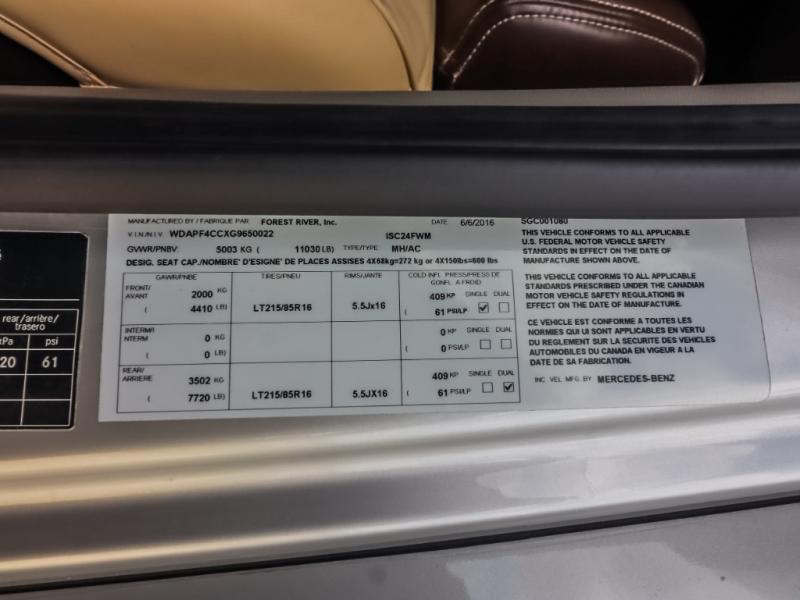 MANUFACTURED BY / FABRIQUE PAR FOREST RIVER, Inc. DATE 6/6/2016 SGC001080
V.I.N./N.I.V. WDAPF4CCXG9650022 ISC24FWM
GVWR/PNBV: 5003 KG ( 11030 LB) TYPE/TYPE MH/AC
DESIG. SEAT CAP./NOMBRE' D'ESIGNE' DE PLACES ASSISES 4X68kg=272 kg or 4X150lbs=600 lbs
GAWR/PNBE TIRES/PNEU RIMS/JANTE COLD INFL. PRESS/PRESS DE
GONFL. A FROID
FRONT/
AVANT 2000 KG 409 KP SINGLE DUAL
( 4410 LB) LT215/85R16 5.5Jx16 ( 61 PSI/LP
INTERM/
NTERM 0 KG 0 KP SINGLE DUAL
( 0 LB) ( 0 PSI/LP
REAR/
ARRIERE 3502 KG 409 KP SINGLE DUAL
( 7720 LB) LT215/85R16 5.5JX16 ( 61 PSI/LP
THIS VEHICLE CONFORMS TO ALL APPLICABLE
U.S. FEDERAL MOTOR VEHICLE SAFETY
STANDARDS IN EFFECT ON THE DATE OF
MANUFACTURE SHOWN ABOVE.
THIS VEHICLE CONFORMS TO ALL APPLICABLE
STANDARDS PRESCRIBED UNDER THE CANADIAN
MOTOR VEHICLE SAFETY REGULATIONS IN
EFFECT ON THE DATE OF MANUFACTURE.
CE VEHICLE EST CONFORME A TOUTES LES
NORMIES QUI UI SONT APPLICABLES EN VERTU
DU REGLEMENT SUR LA SECURITE DES VEHICLES
AUTOMOBILES DU CANADA EN VIGEUR A LA
DATE DE SA FABRICATION.
INC. VEL. MFG. BY MERCEDES-BENZ
rear/arrière/
trasero
kPa psi
20 61